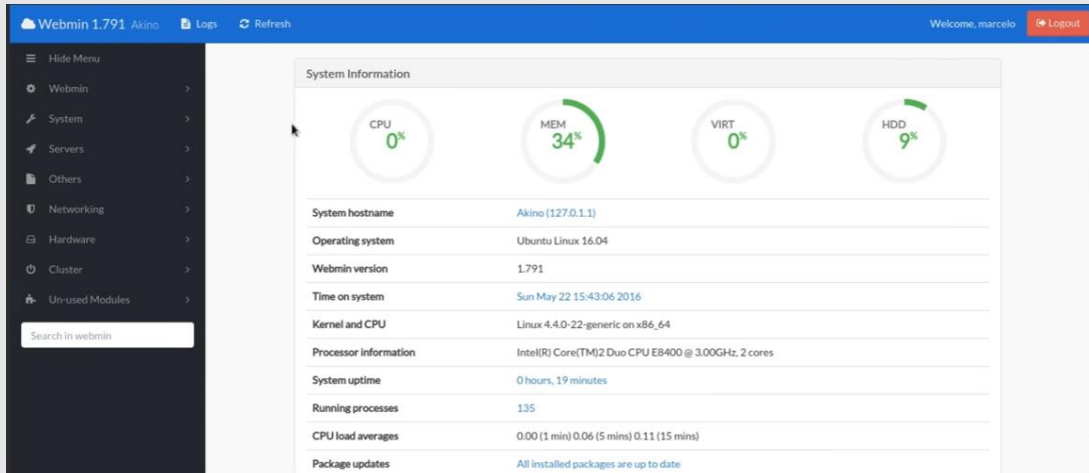 Webmin 1.791 Akino Logs Refresh Welcome, marcelo Logout
Hide Menu
Webmin
System
Servers
Others
Networking
Hardware
Cluster
Un-used Modules
Search in webmin
System Information
CPU
0%
MEM
34%
VIRT
0%
HDD
9%
System hostname Akino (127.0.1.1)
Operating system Ubuntu Linux 16.04
Webmin version 1.791
Time on system Sun May 22 15:43:06 2016
Kernel and CPU Linux 4.4.0-22-generic on x86_64
Processor information Intel(R) Core(TM)2 Duo CPU E8400 @ 3.00GHz, 2 cores
System uptime 0 hours, 19 minutes
Running processes 135
CPU load averages 0.00 (1 min) 0.06 (5 mins) 0.11 (15 mins)
Package updates All installed packages are up to date